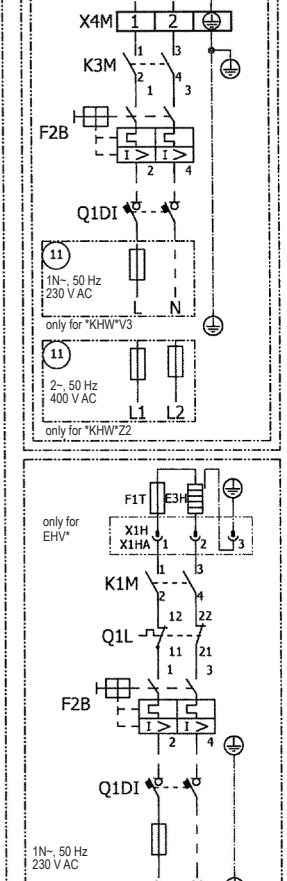 X4M 1 2
1 3
K3M
2 4
1 3
F2B
I > I >
2 4
Q1DI
11
1N~, 50 Hz
230 V AC
L N
only for *KHW*V3
11
2~, 50 Hz
400 V AC
L1 L2
only for *KHW*Z2
F1T E3H
only for
EHV*
X1H
X1HA 1 2 3
1 3
K1M
2 4
12 22
Q1L
11 21
1 3
F2B
I > I >
2 4
Q1DI
1N~, 50 Hz
230 V AC